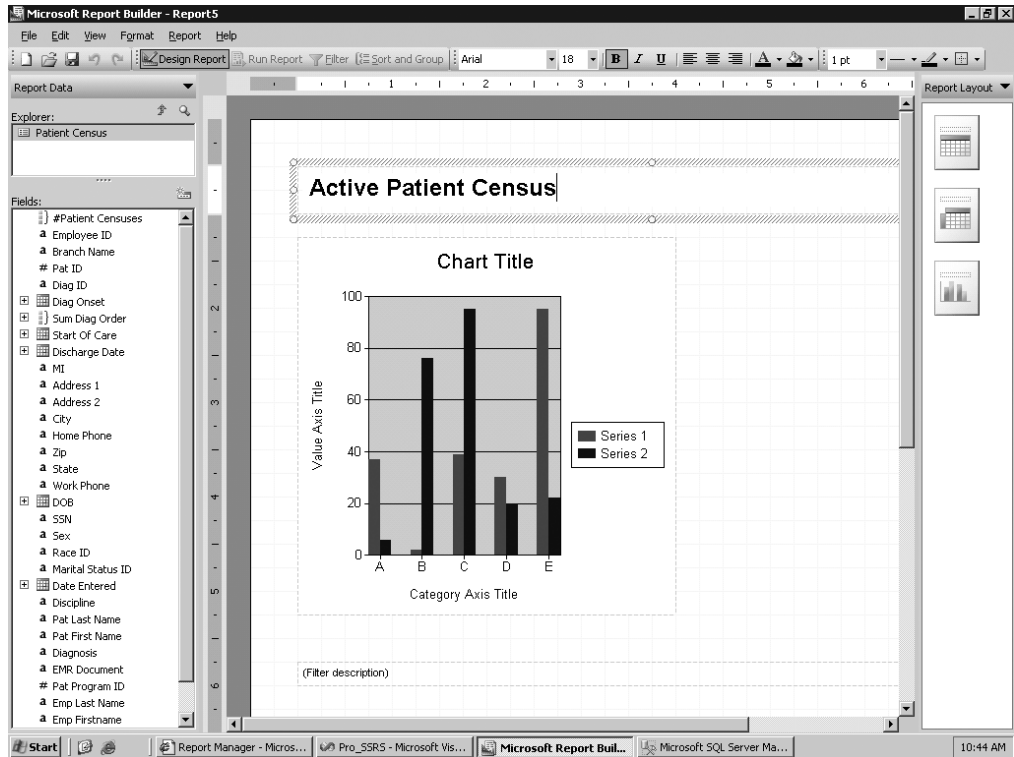 Microsoft Report Builder - Report5
File Edit View Format Report Help
Design Report Run Report Filter Sort and Group Arial 18 B I U A 1 pt
Report Data
1 2 3 4 5 6
Report Layout
Explorer:
Patient Census
Fields:
#Patient Censuses
a Employee ID
a Branch Name
# Pat ID
a Diag ID
Diag Onset
Sum Diag Order
Start Of Care
Discharge Date
a MI
a Address 1
a Address 2
a City
a Home Phone
a Zip
a State
a Work Phone
DOB
a SSN
a Sex
a Race ID
a Marital Status ID
Date Entered
a Discipline
a Pat Last Name
a Pat First Name
a Diagnosis
a EMR Document
# Pat Program ID
a Emp Last Name
a Emp Firstname
1
2
3
4
5
6
Active Patient Census
Chart Title
100
80
60
40
20
0
Value Axis Title
A B C D E
Category Axis Title
Series 1
Series 2
(Filter description)
Start Report Manager - Micros... Pro_SSRS - Microsoft Vis... Microsoft Report Buil... Microsoft SQL Server Ma... 10:44 AM